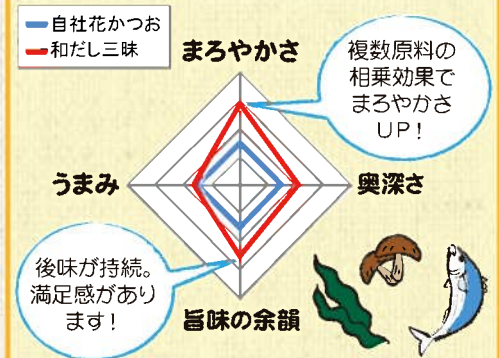 自社花かつお
和だし三昧
まろやかさ
複数原料の
相乗効果で
まろやかさ
UP!
うまみ
奥深さ
後味が持続。
満足感があり
ます!
旨味の余韻